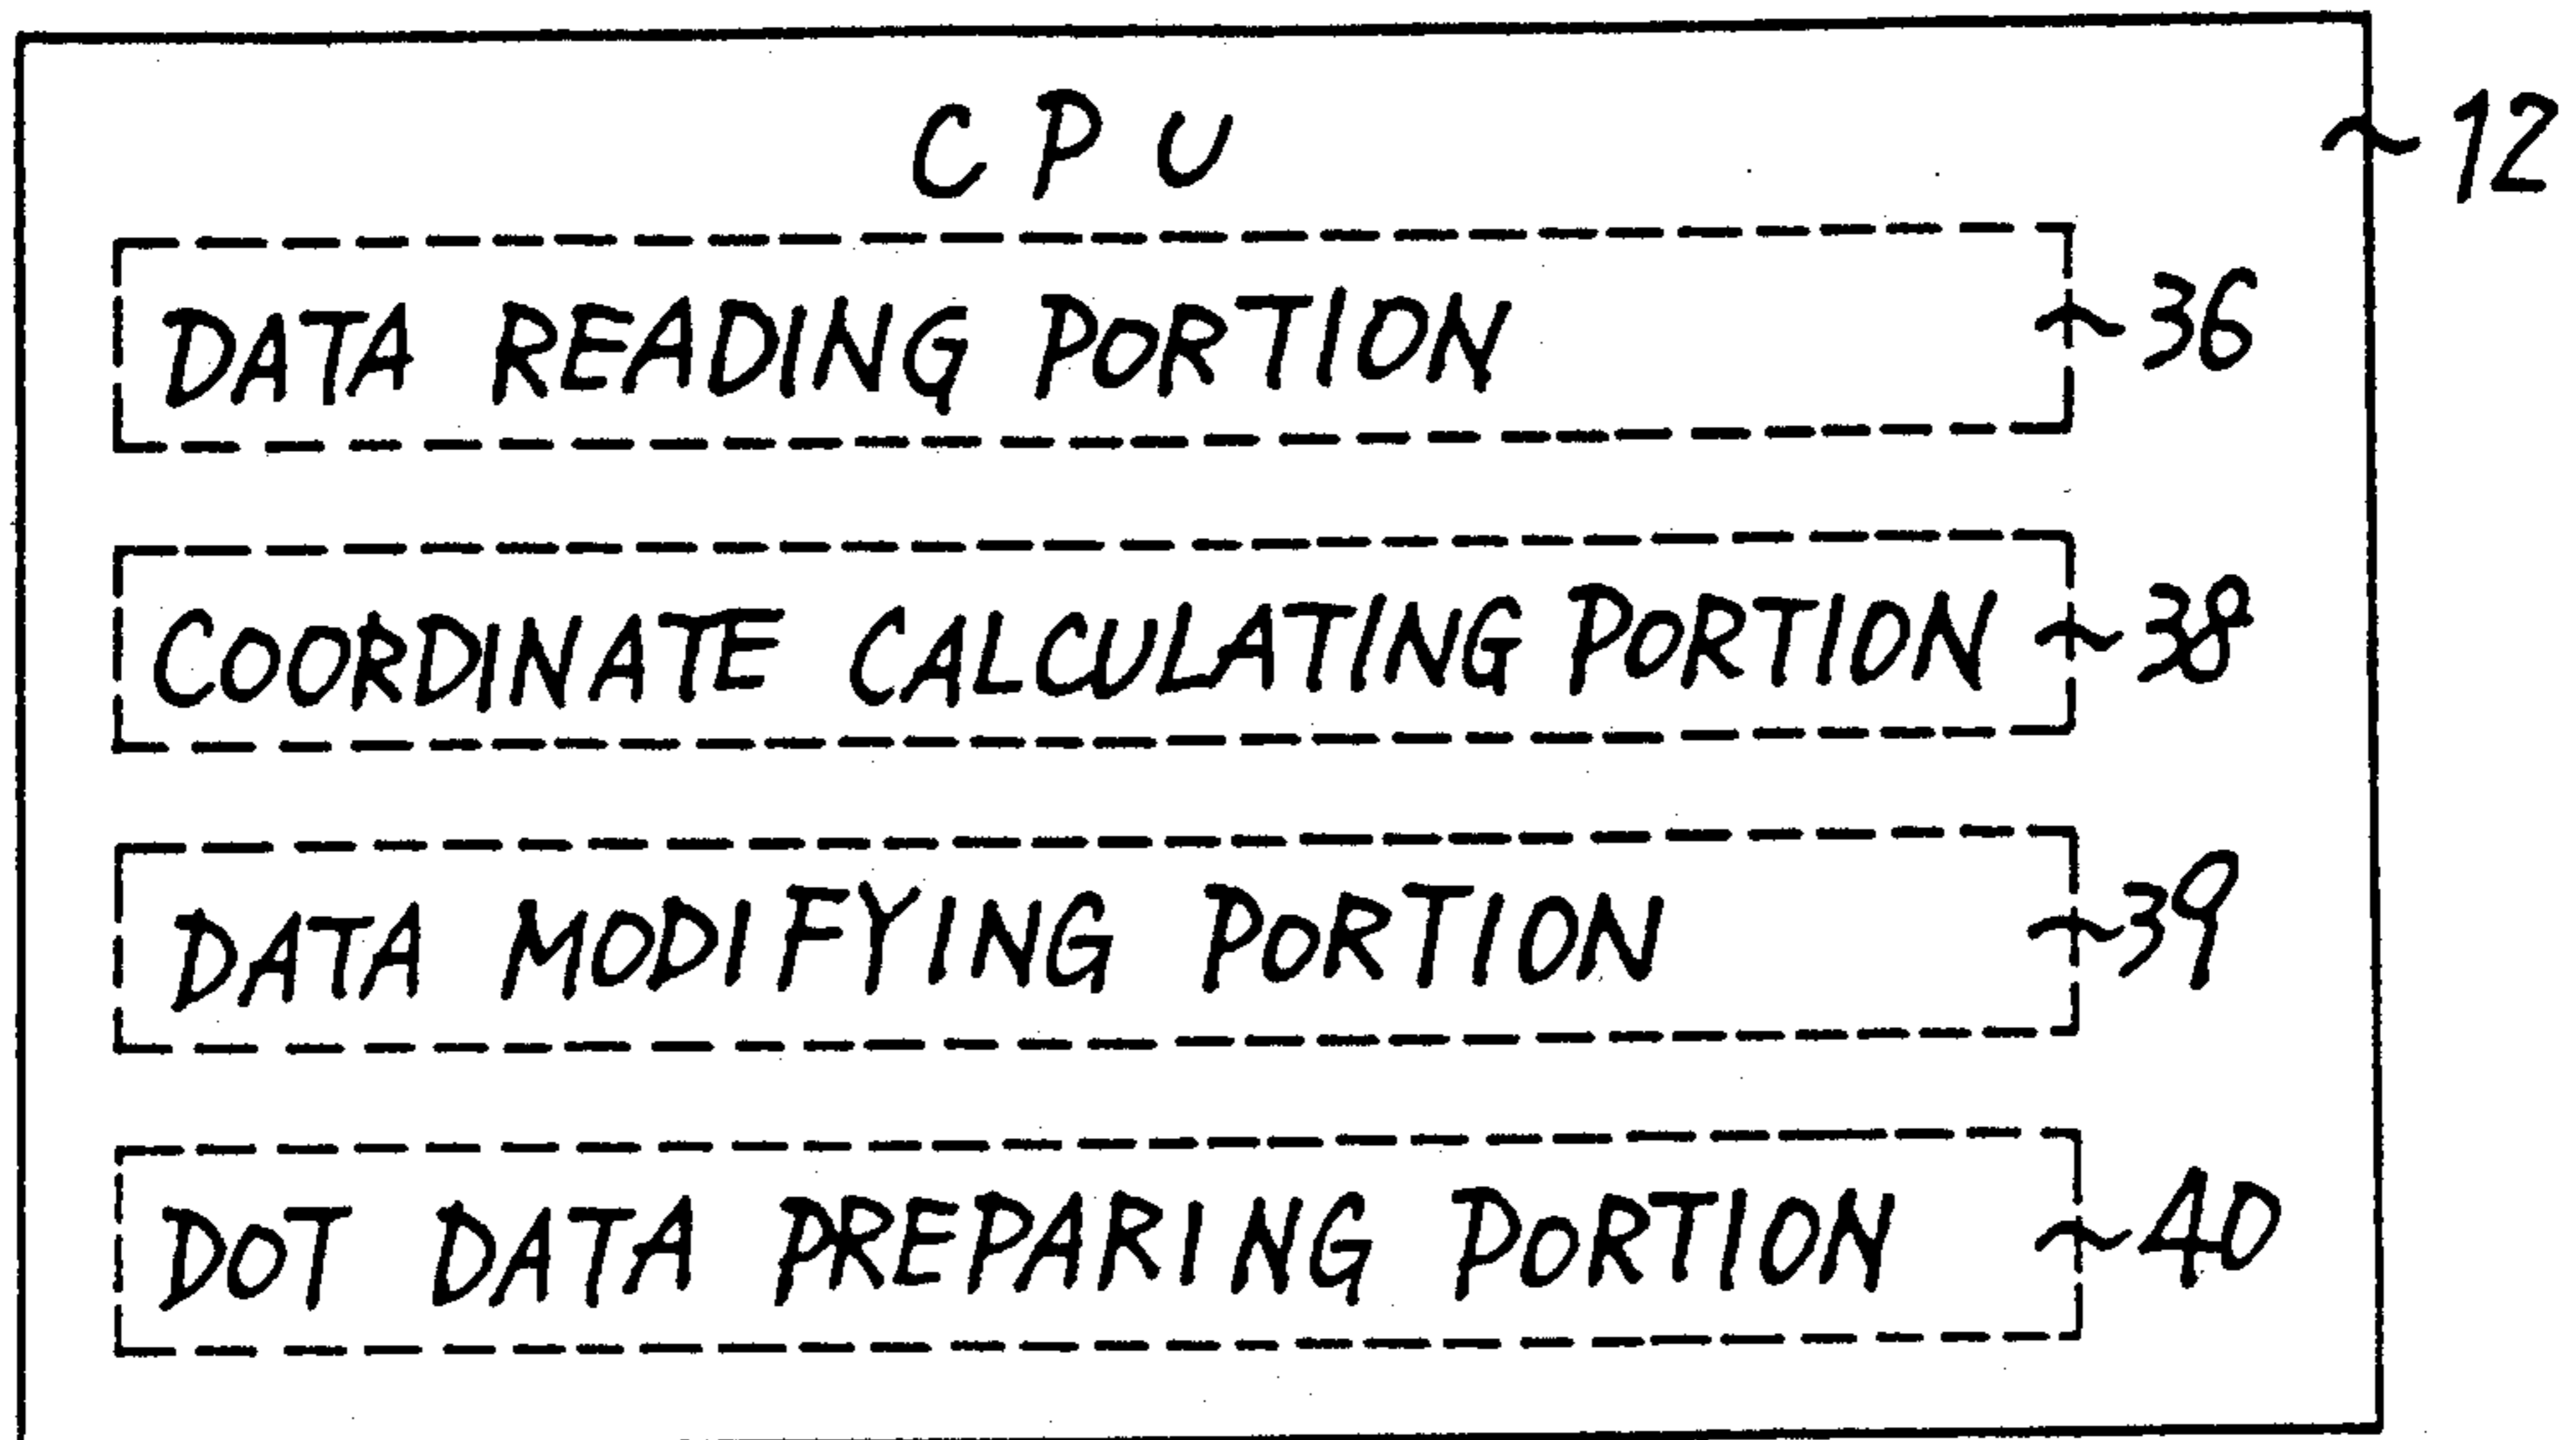 CPU 12
DATA READING PORTION 36
COORDINATE CALCULATING PORTION 38
DATA MODIFYING PORTION 39
DOT DATA PREPARING PORTION 40